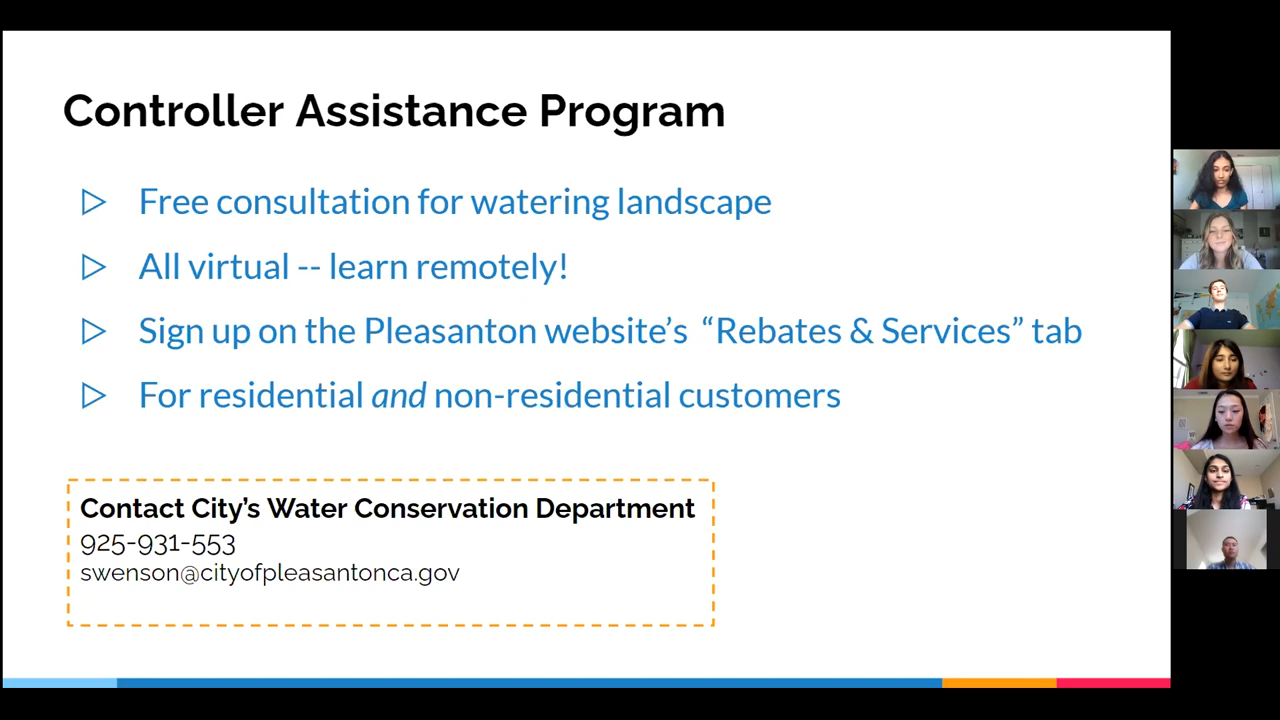 Controller Assistance Program
Free consultation for watering landscape
All virtual -- learn remotely!
Sign up on the Pleasanton website’s “Rebates & Services” tab
For residential and non-residential customers
Contact City’s Water Conservation Department
925-931-553
swenson@cityofpleasantonca.gov